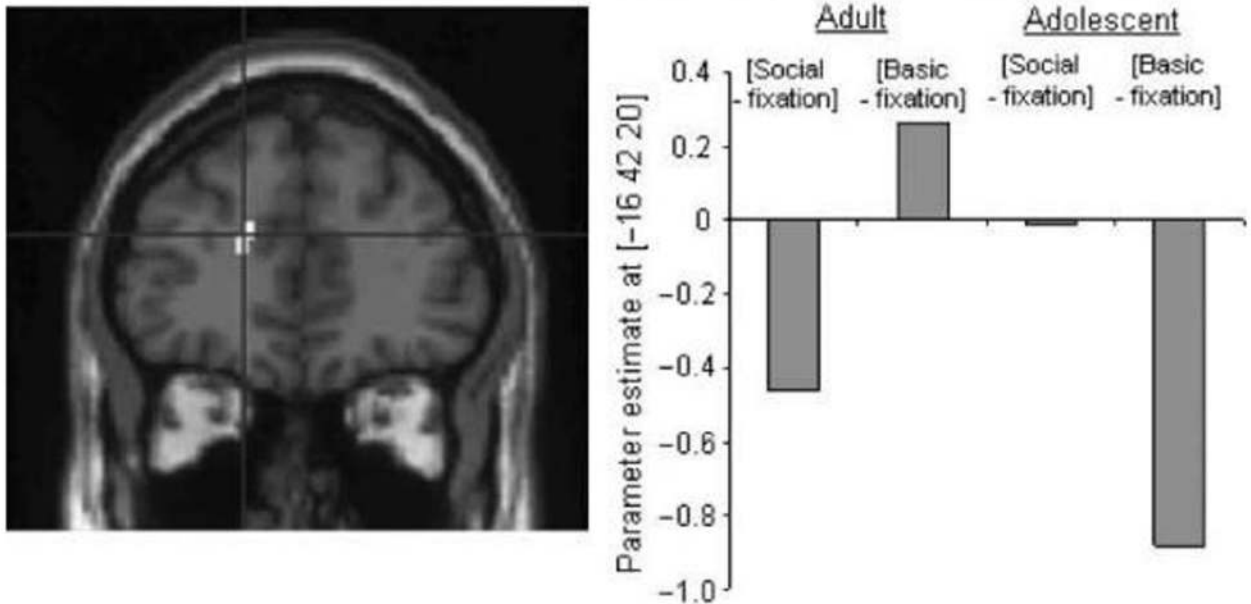 Adult Adolescent
[Social [Basic [Social [Basic
- fixation] - fixation] - fixation] - fixation]
Parameter estimate at [−16 42 20]
0.4
0.2
0
−0.2
−0.4
−0.6
−0.8
−1.0